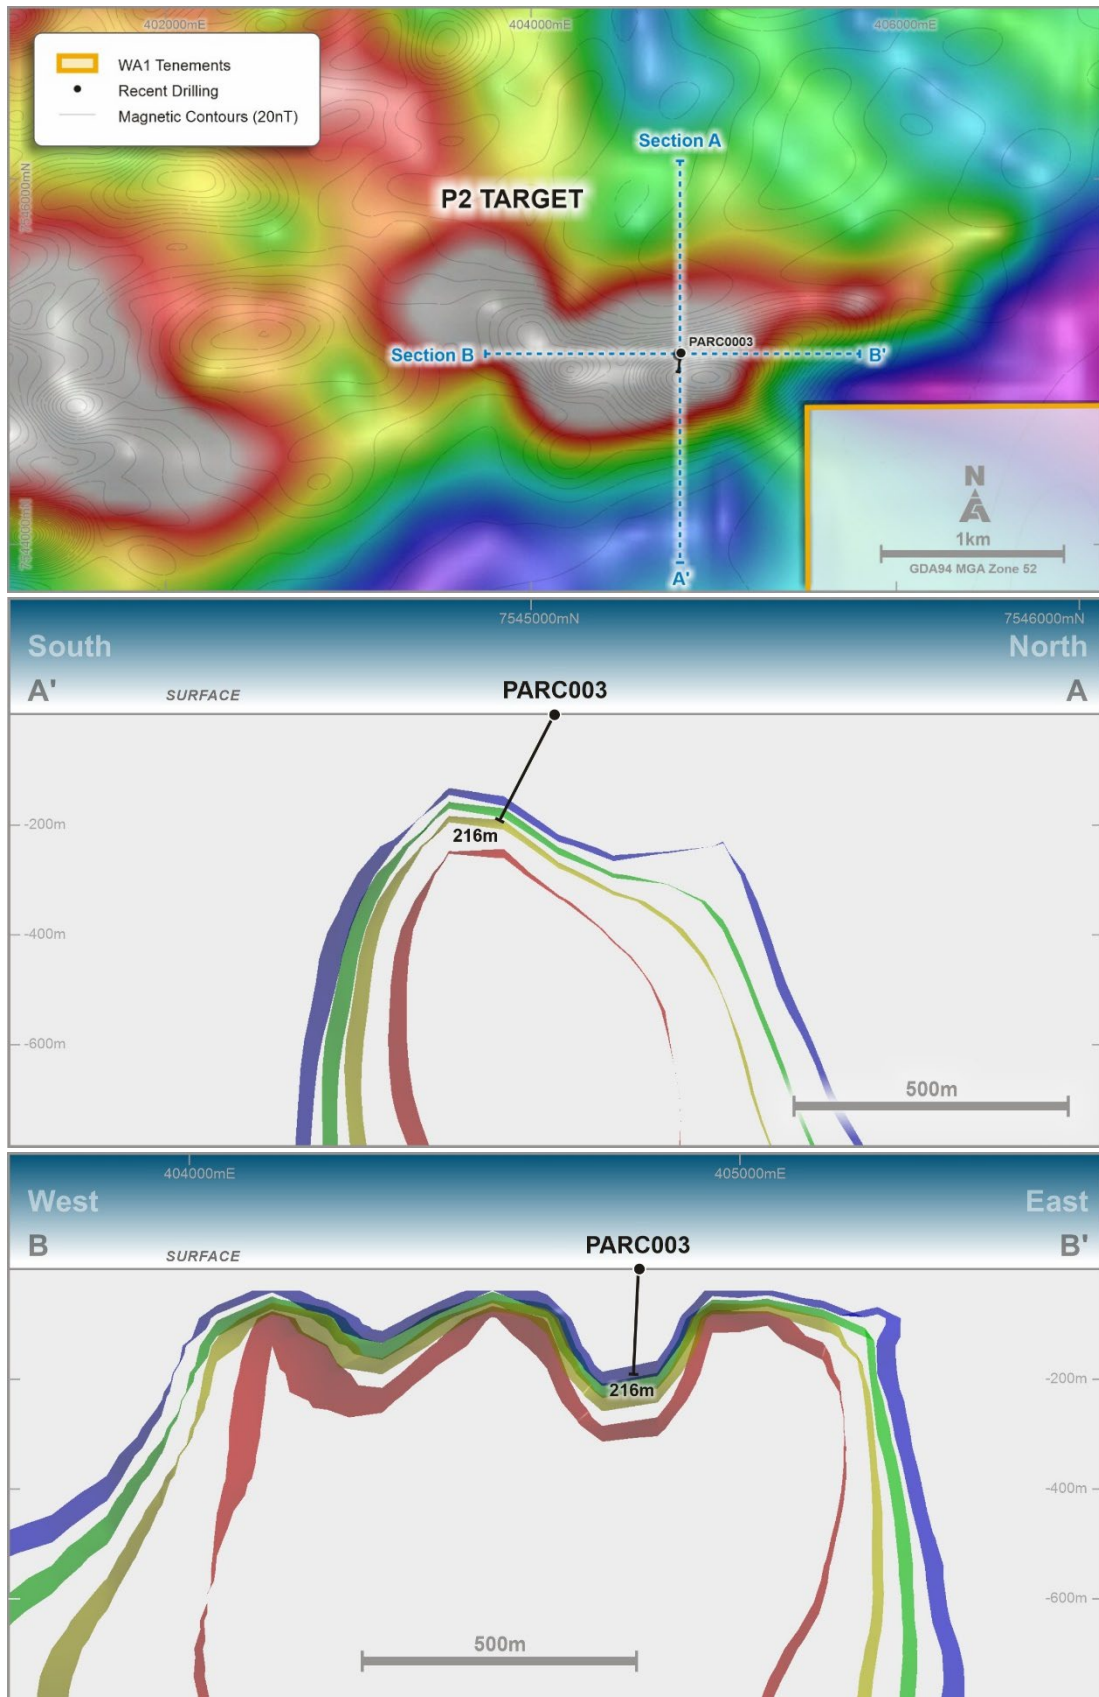 402000mE
404000mE
406000mE
WA1 Tenements
Recent Drilling
Magnetic Contours (20nT)
Section A
7545000mN
P2 TARGET
PARC0003
Section B
B'
7544000mN
N
1km
GDA94 MGA Zone 52
A'
7545000mN
7546000mN
South
North
A'
SURFACE
PARC003
A
-200m
216m
-400m
-600m
500m
404000mE
405000mE
West
East
B
SURFACE
PARC003
B'
-200m
216m
-400m
-600m
500m